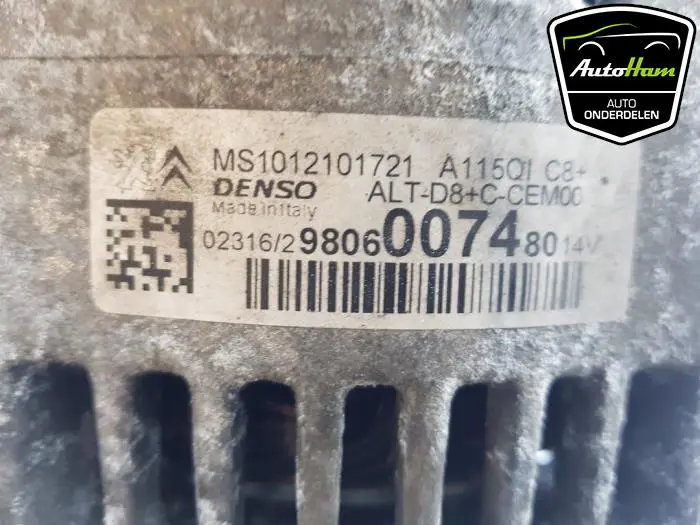 AutoHam
AUTO
ONDERDELEN
MS1012101721 A115QI C8+
DENSO ALT-D8+C-CEM00
Made in Italy
02316/2 9806007480 14V